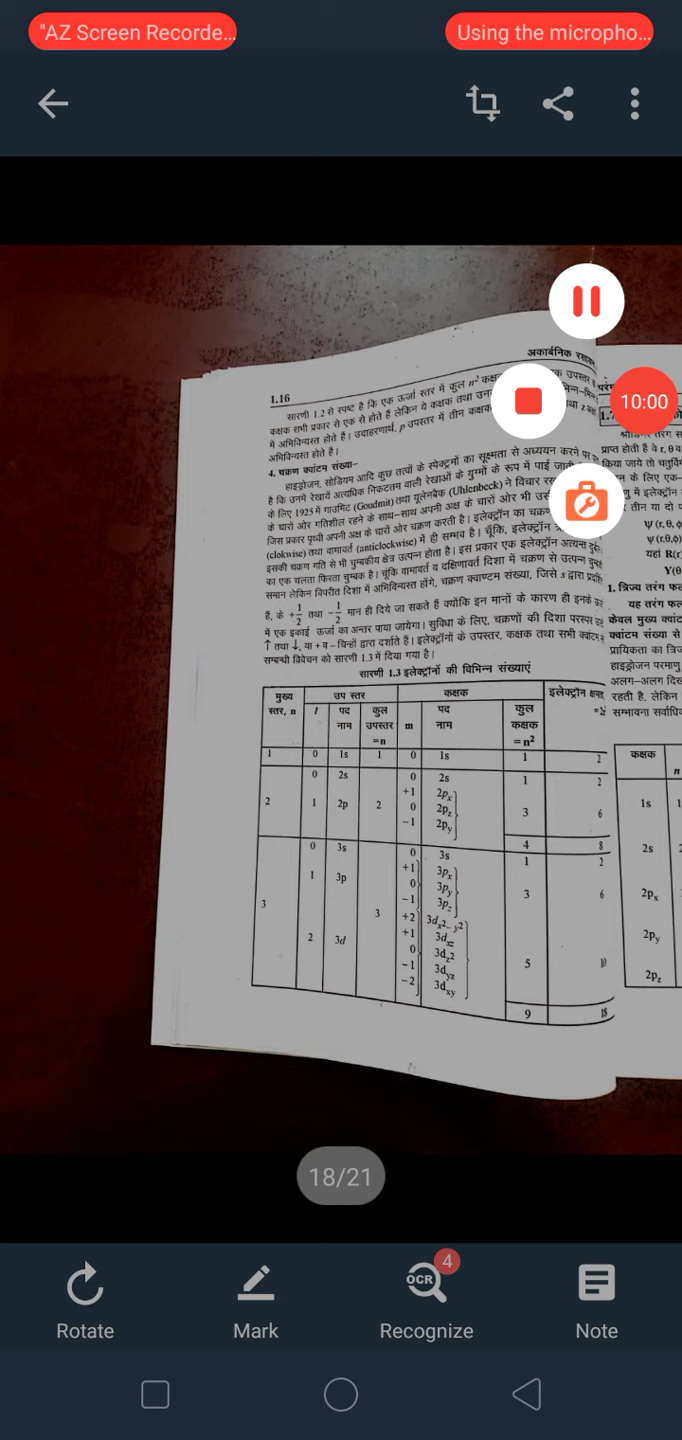 "AZ Screen Recorde...
Using the micropho...
अकार्बनिक
1.16
सारणी 1.2 से स्पष्ट है कि एक ऊर्जा स्तर में कुल n² कक्षक
कक्षक सभी प्रकार से एक से होते हैं लेकिन ये कक्षक तथा
में अभिविन्यस्त होते है। उदाहरणार्थ, p उपस्तर में तीन कक्षक
अभिविन्यस्त होते है।
4. चक्रण क्वांटम संख्या–
हाइड्रोजन, सोडियम आदि कुछ तत्वों के स्पेक्ट्रमों का सूक्ष्मता से अध्ययन करने पर
है कि उनमे रेखायें अत्यधिक निकटतम वाली रेखाओं के युग्मों के रूप में पाई
के लिए 1925 में गाउमिट (Goudmit) तथा यूलेनबैक (Uhlenbeck) ने विचार
के चारों ओर गतिशील रहने के साथ-साथ अपनी अक्ष के चारों ओर भी
जिस प्रकार पृथ्वी अपनी अक्ष के चारों ओर चक्रण करती है। इलेक्ट्रॉन का
(clokwise) तथा वामावर्त (anticlockwise) में ही सम्भव है। चूँकि, इलेक्ट्रॉन
इसकी चक्रण गति से भी चुम्बकीय क्षेत्र उत्पन्न होता है। इस प्रकार एक इलेक्ट्रॉन अत्यन्त
का एक चलता फिरता चुम्बक है। चूंकि वामावर्त व दक्षिणावर्त दिशा में चक्रण से उत्पन्न
समान लेकिन विपरीत दिशा में अभिविन्यस्त होंगे, चक्रण क्वाण्टम संख्या, जिसे s द्वारा
हैं, के +1/2 तथा −1/2 मान ही दिये जा सकते हैं क्योंकि इन मानों के कारण ही इनके
में एक इकाई ऊर्जा का अन्तर पाया जायेगा। सुविधा के लिए, चक्रणों की दिशा परस्पर
↑ तथा ↓, या + व – चिन्हों द्वारा दर्शाते हैं। इलेक्ट्रॉनों के उपस्तर, कक्षक तथा सभी क्वांटम
सम्बन्धी विवेचन को सारणी 1.3 में दिया गया है।
सारणी 1.3 इलेक्ट्रॉनों की विभिन्न संख्याएं
मुख्य उप स्तर कक्षक इलेक्ट्रॉन
स्तर, n l पद कुल m पद कुल
नाम उपस्तर नाम कक्षक
=n =n²
1 0 1s 1 0 1s 1 2
0 2s 0 2s 1 2
2 1 2p 2 +1 2px 3 6
0 2pz
−1 2py
4 8
0 3s 0 3s 1 2
1 3p +1 3px
0 3py 3 6
−1 3pz
3 3 +2 3dx²−y²
2 3d +1 3dxz
0 3dz² 5 10
−1 3dyz
−2 3dxy
9 18
प्राप्त होती हैं वे r, θ
किया जाये तो
के लिए एक-
में इलेक्ट्रॉन
तीन या दो
ψ (r, θ,
ψ (r,θ,φ)
यहां R(r)
Y(θ
1. त्रिज्य तरंग
यह तरंग
केवल मुख्य
क्वांटम संख्या से
प्रायिकता का
हाइड्रोजन परमाणु
अलग-अलग
रहती है, लेकिन
सम्भावना
कक्षक n
1s 1
2s
2px
2py
2pz
10:00
18/21
OCR
4
Rotate
Mark
Recognize
Note